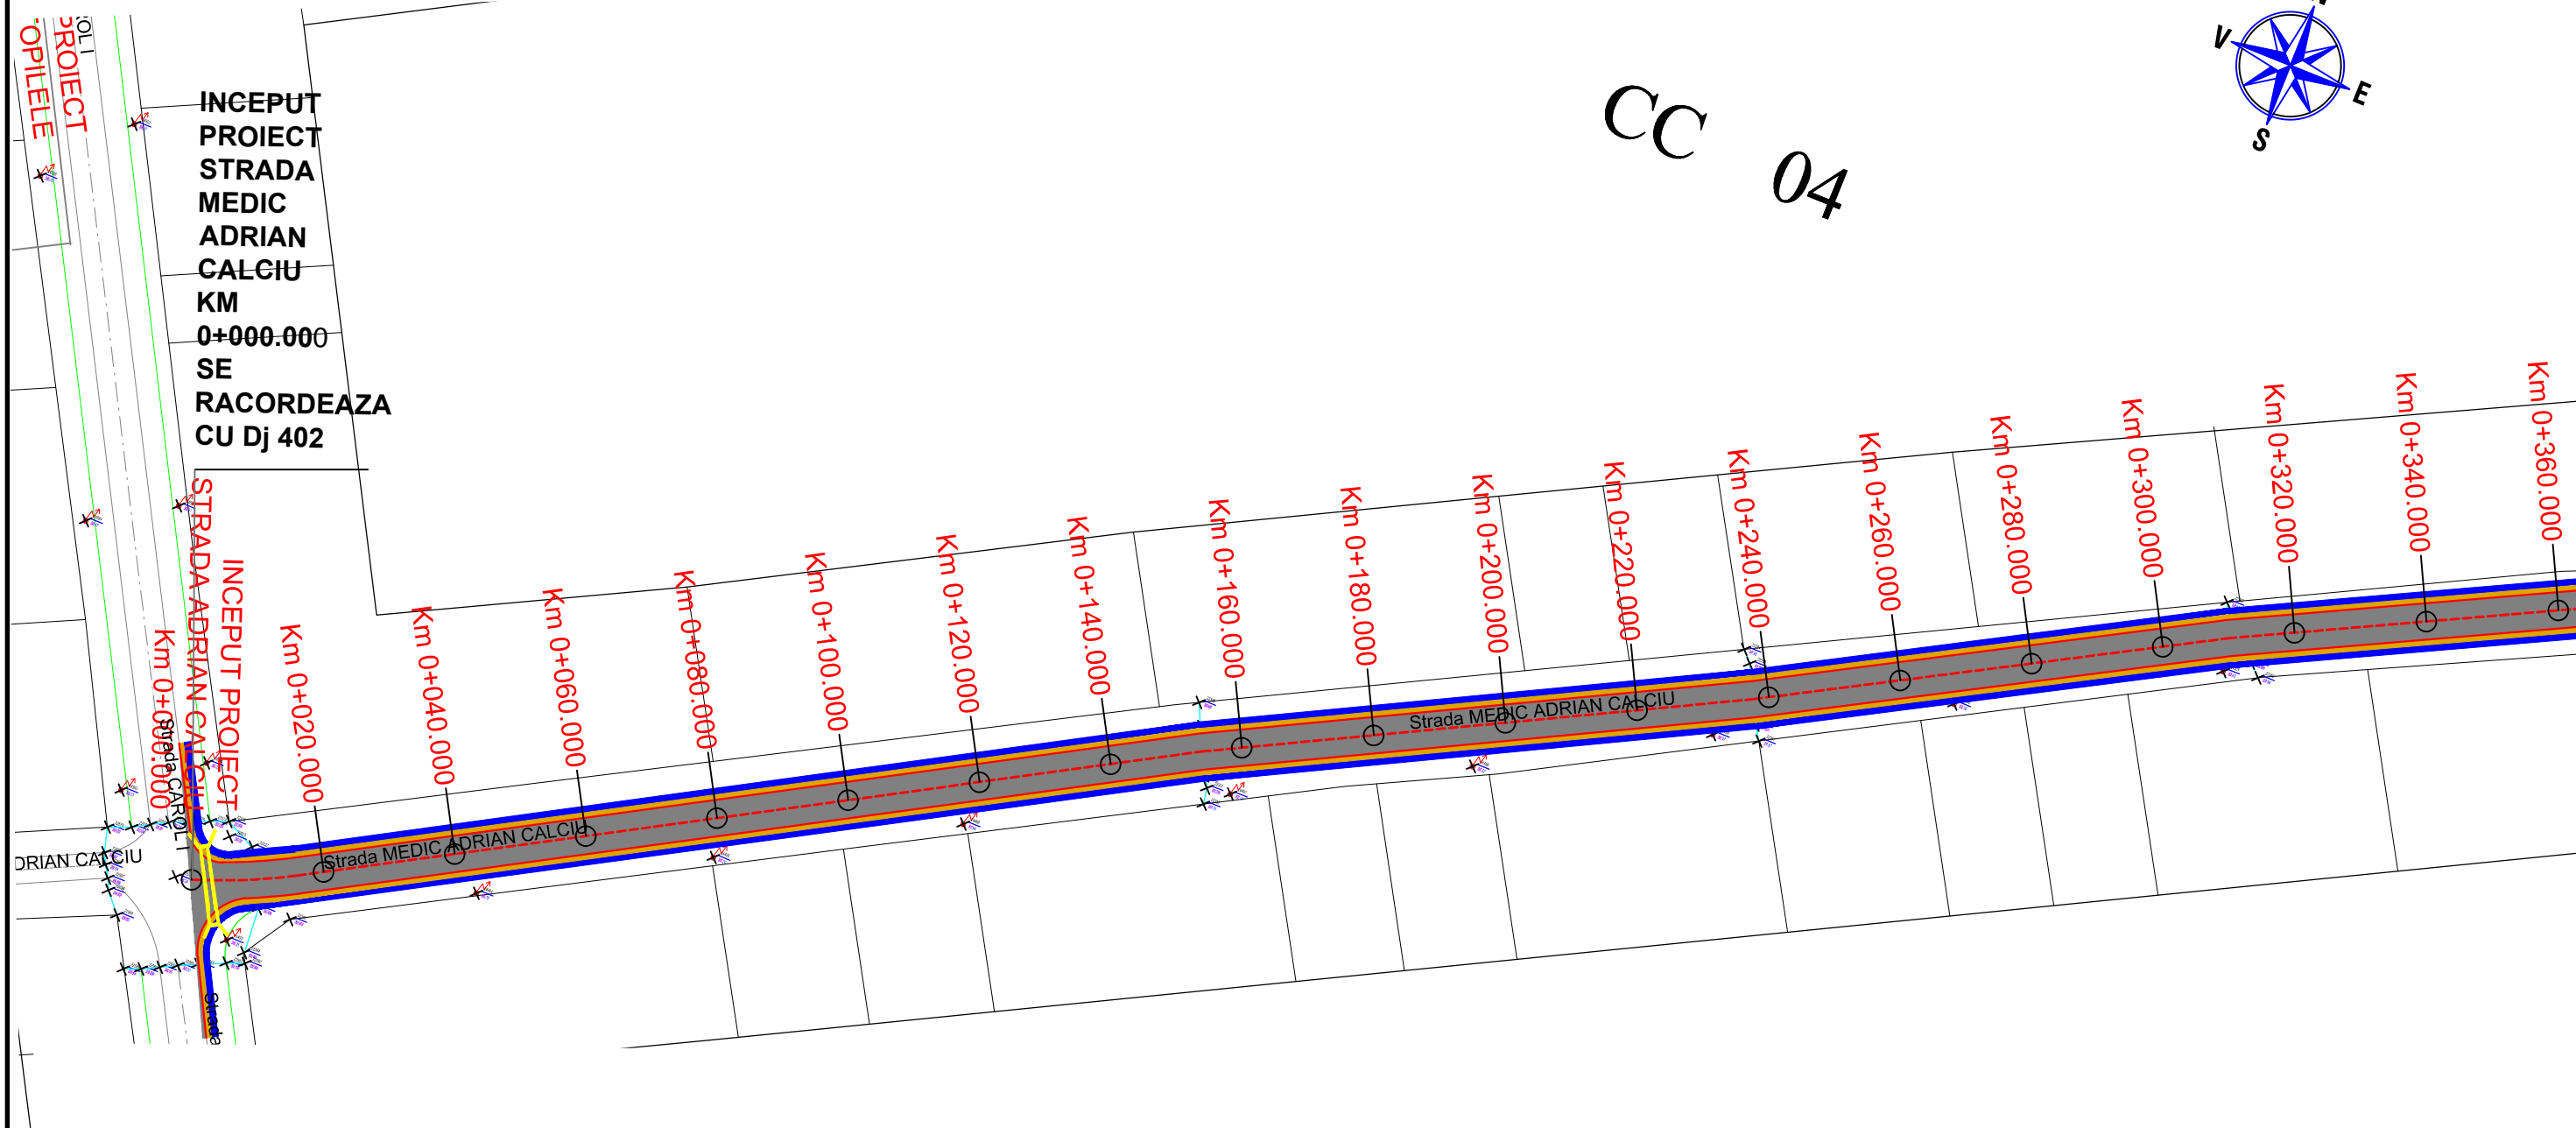 PROIECT
OPILELE
ROL I
INCEPUT
PROIECT
STRADA
MEDIC
ADRIAN
CALCIU
KM
0+000.000
SE
RACORDEAZA
CU Dj 402
CC 04
V
E
S
STRADA ADRIAN CALCIU
INCEPUT PROIECT
Km 0+000.000
Km 0+020.000
Km 0+040.000
Km 0+060.000
Km 0+080.000
Km 0+100.000
Km 0+120.000
Km 0+140.000
Km 0+160.000
Km 0+180.000
Km 0+200.000
Km 0+220.000
Km 0+240.000
Km 0+260.000
Km 0+280.000
Km 0+300.000
Km 0+320.000
Km 0+340.000
Km 0+360.000
Strada CAROL I
DRIAN CALCIU
Strada MEDIC ADRIAN CALCIU
Strada MEDIC ADRIAN CALCIU
Strada